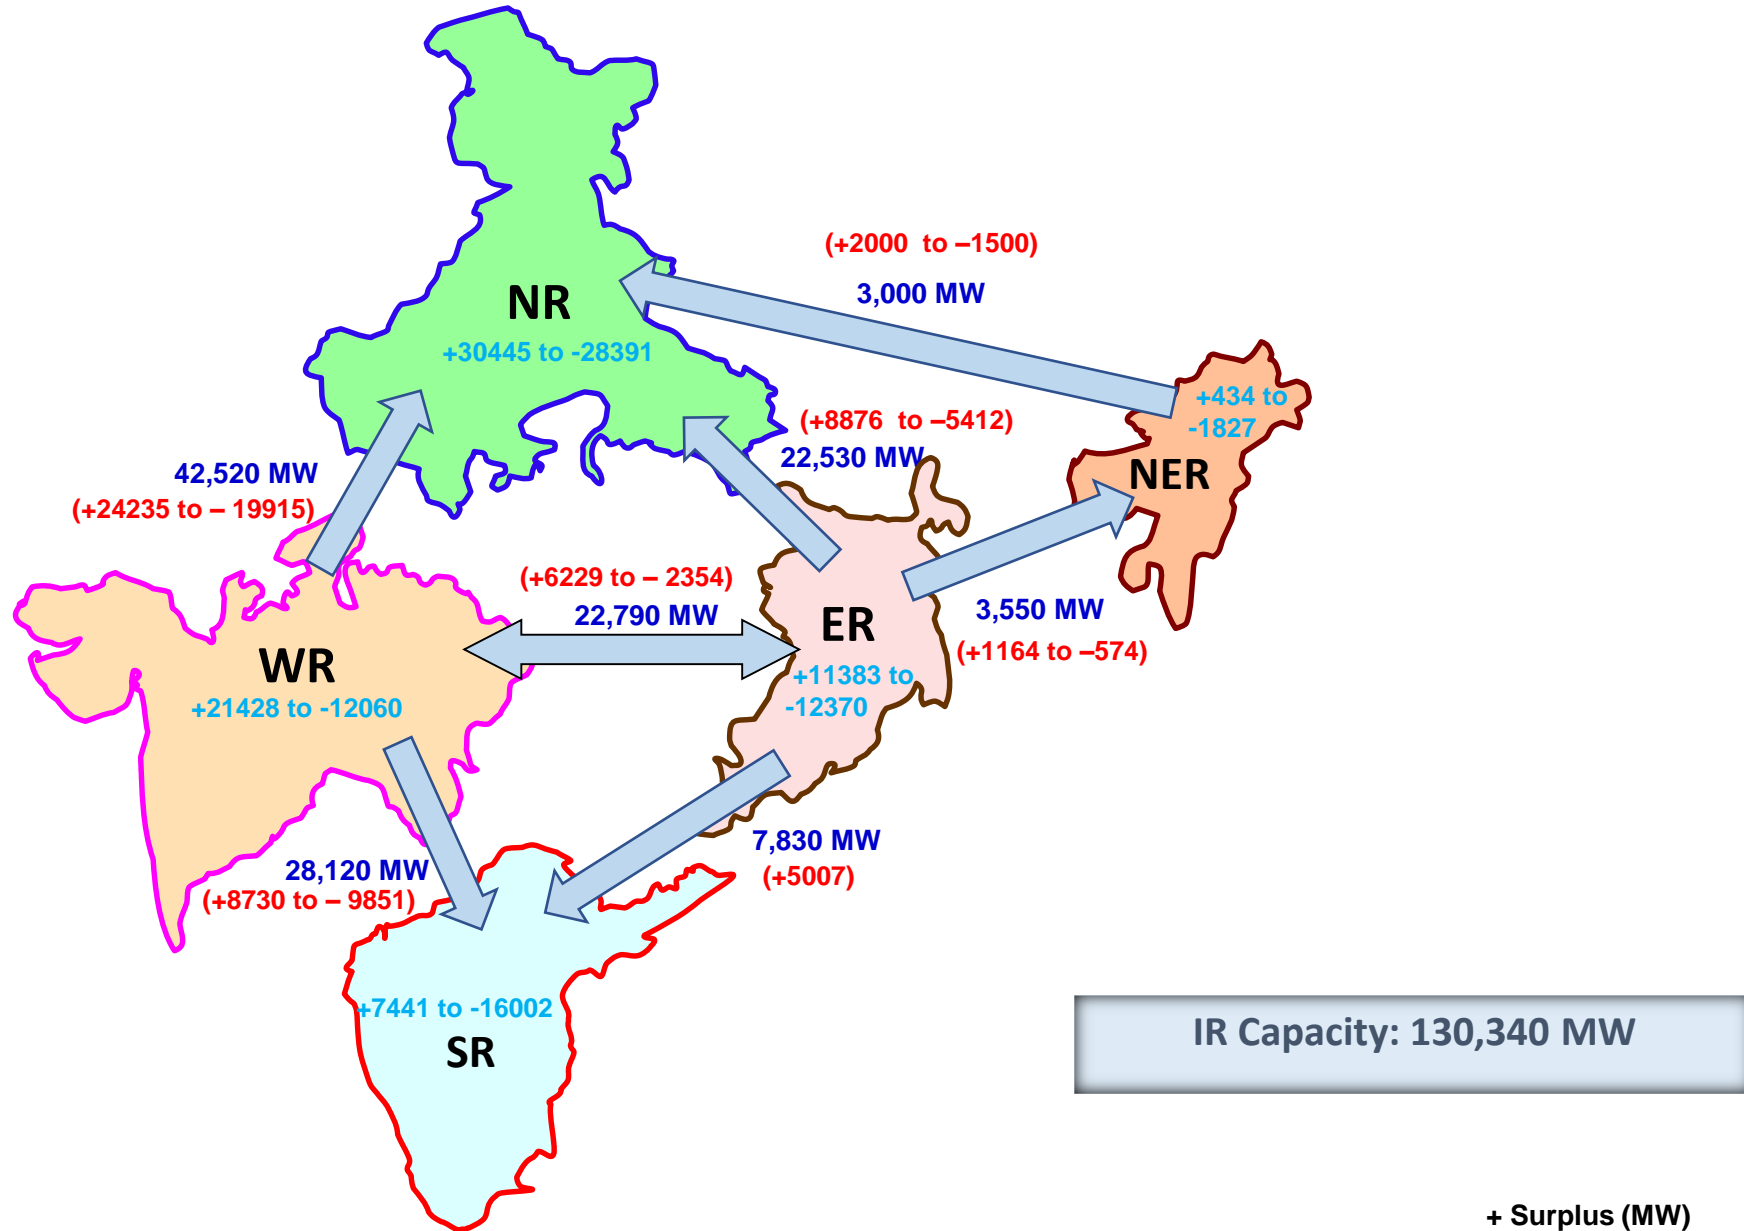 (+2000  to –1500)
3,000 MW
NR
+30445 to -28391
+434 to
-1827
NER
(+8876  to –5412)
22,530 MW
42,520 MW
(+24235 to – 19915)
(+6229 to – 2354)
22,790 MW
3,550 MW
(+1164 to –574)
ER
+11383 to
-12370
WR
+21428 to -12060
7,830 MW
(+5007)
28,120 MW
(+8730 to – 9851)
+7441 to -16002
SR
IR Capacity: 130,340 MW
+ Surplus (MW)